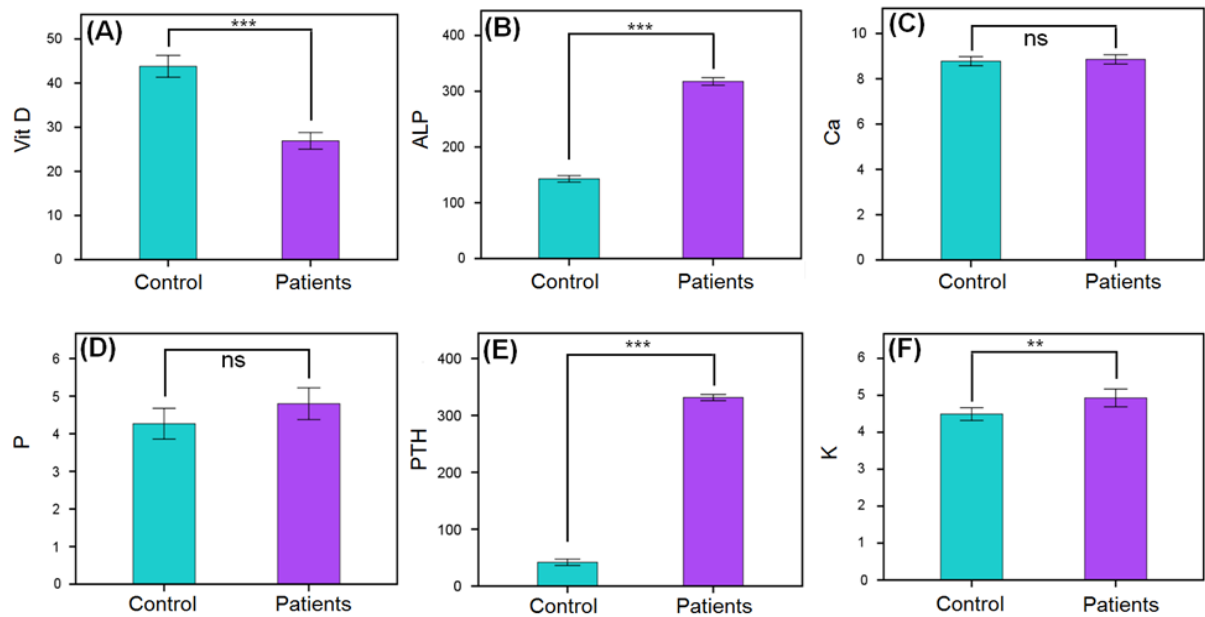 (A)
***
Vit D
50
40
30
20
10
0
Control Patients
(B)
***
ALP
400
300
200
100
0
Control Patients
(C)
ns
Ca
10
8
6
4
2
0
Control Patients
(D)
ns
P
6
5
4
3
2
1
0
Control Patients
(E)
***
PTH
400
300
200
100
0
Control Patients
(F)
**
K
6
5
4
3
2
1
0
Control Patients